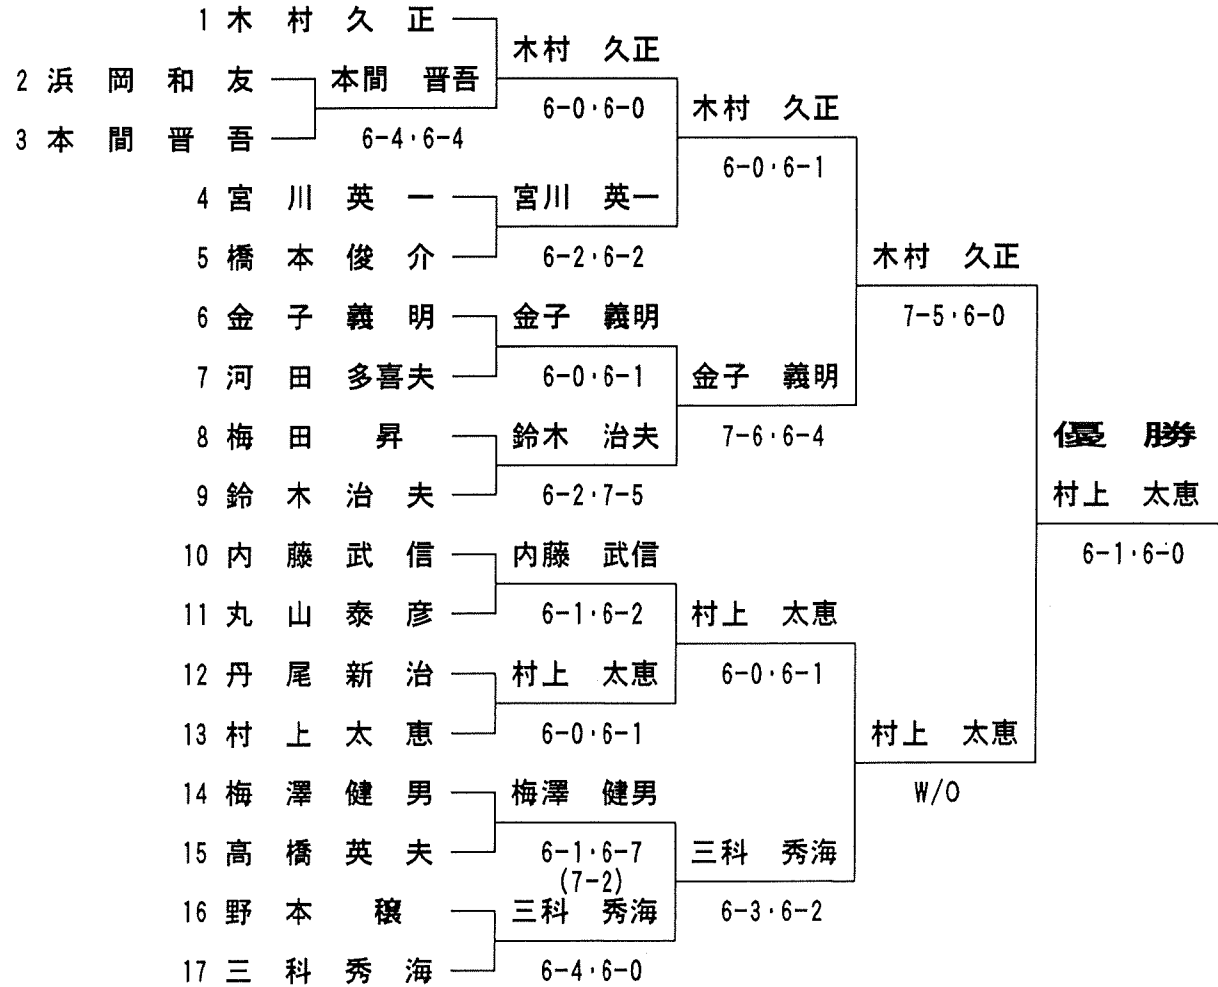 1 木村久正
木村 久正
2 浜岡和友 本間 晋吾
6-0・6-0 木村 久正
3 本間晋吾 6-4・6-4
6-0・6-1
4 宮川英一 宮川 英一
5 橋本俊介 6-2・6-2 木村 久正
6 金子義明 金子 義明 7-5・6-0
7 河田多喜夫 6-0・6-1 金子 義明
8 梅田昇 鈴木 治夫 7-6・6-4 優勝
9 鈴木治夫 6-2・7-5 村上 太恵
10 内藤武信 内藤 武信 6-1・6-0
11 丸山泰彦 6-1・6-2 村上 太恵
12 丹尾新治 村上 太恵 6-0・6-1
13 村上太恵 6-0・6-1 村上 太恵
14 梅澤健男 梅澤 健男 W/O
15 高橋英夫 6-1・6-7 三科 秀海
(7-2)
16 野本穣 三科 秀海 6-3・6-2
17 三科秀海 6-4・6-0